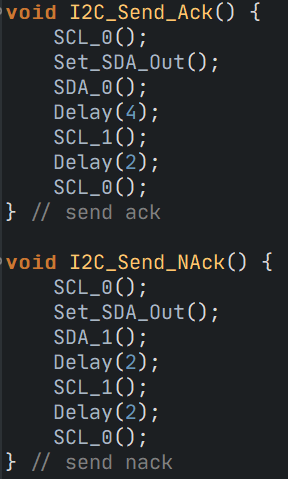 void I2C_Send_Ack() {
    SCL_0();
    Set_SDA_Out();
    SDA_0();
    Delay(4);
    SCL_1();
    Delay(2);
    SCL_0();
} // send ack

void I2C_Send_NAck() {
    SCL_0();
    Set_SDA_Out();
    SDA_1();
    Delay(2);
    SCL_1();
    Delay(2);
    SCL_0();
} // send nack